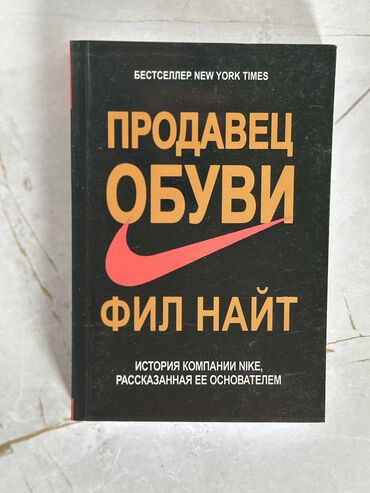 БЕСТСЕЛЛЕР NEW YORK TIMES
ПРОДАВЕЦ
ОБУВИ
ФИЛ НАЙТ
ИСТОРИЯ КОМПАНИИ NIKE,
РАССКАЗАННАЯ ЕЕ ОСНОВАТЕЛЕМ